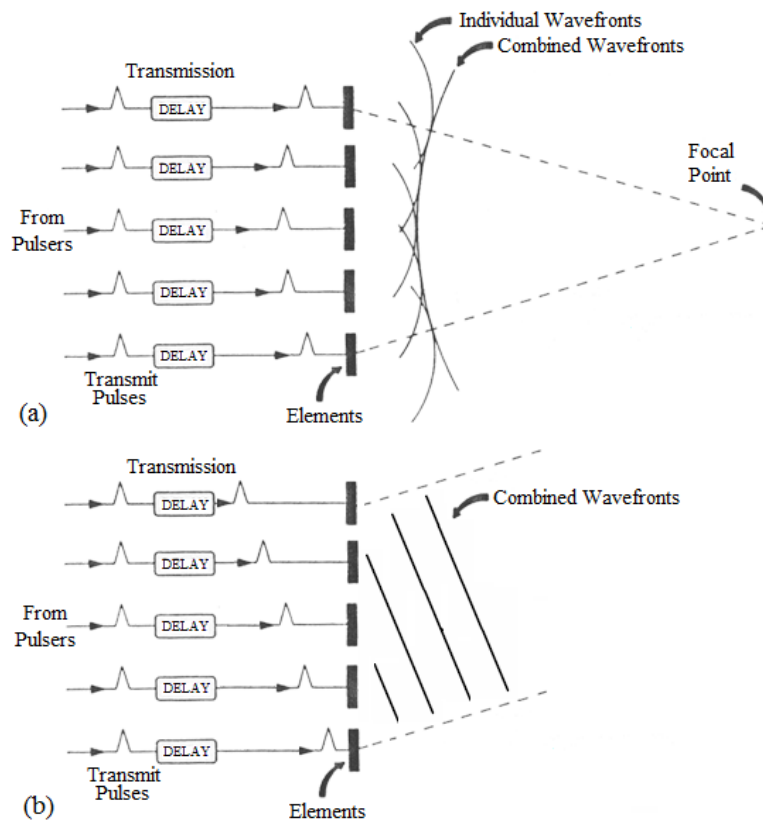 Individual Wavefronts
Combined Wavefronts
Transmission
DELAY
DELAY
Focal
Point
From
Pulsers
DELAY
DELAY
DELAY
Transmit
Pulses
Elements
(a)
Transmission
DELAY
Combined Wavefronts
DELAY
From
Pulsers
DELAY
DELAY
DELAY
Transmit
Pulses
Elements
(b)